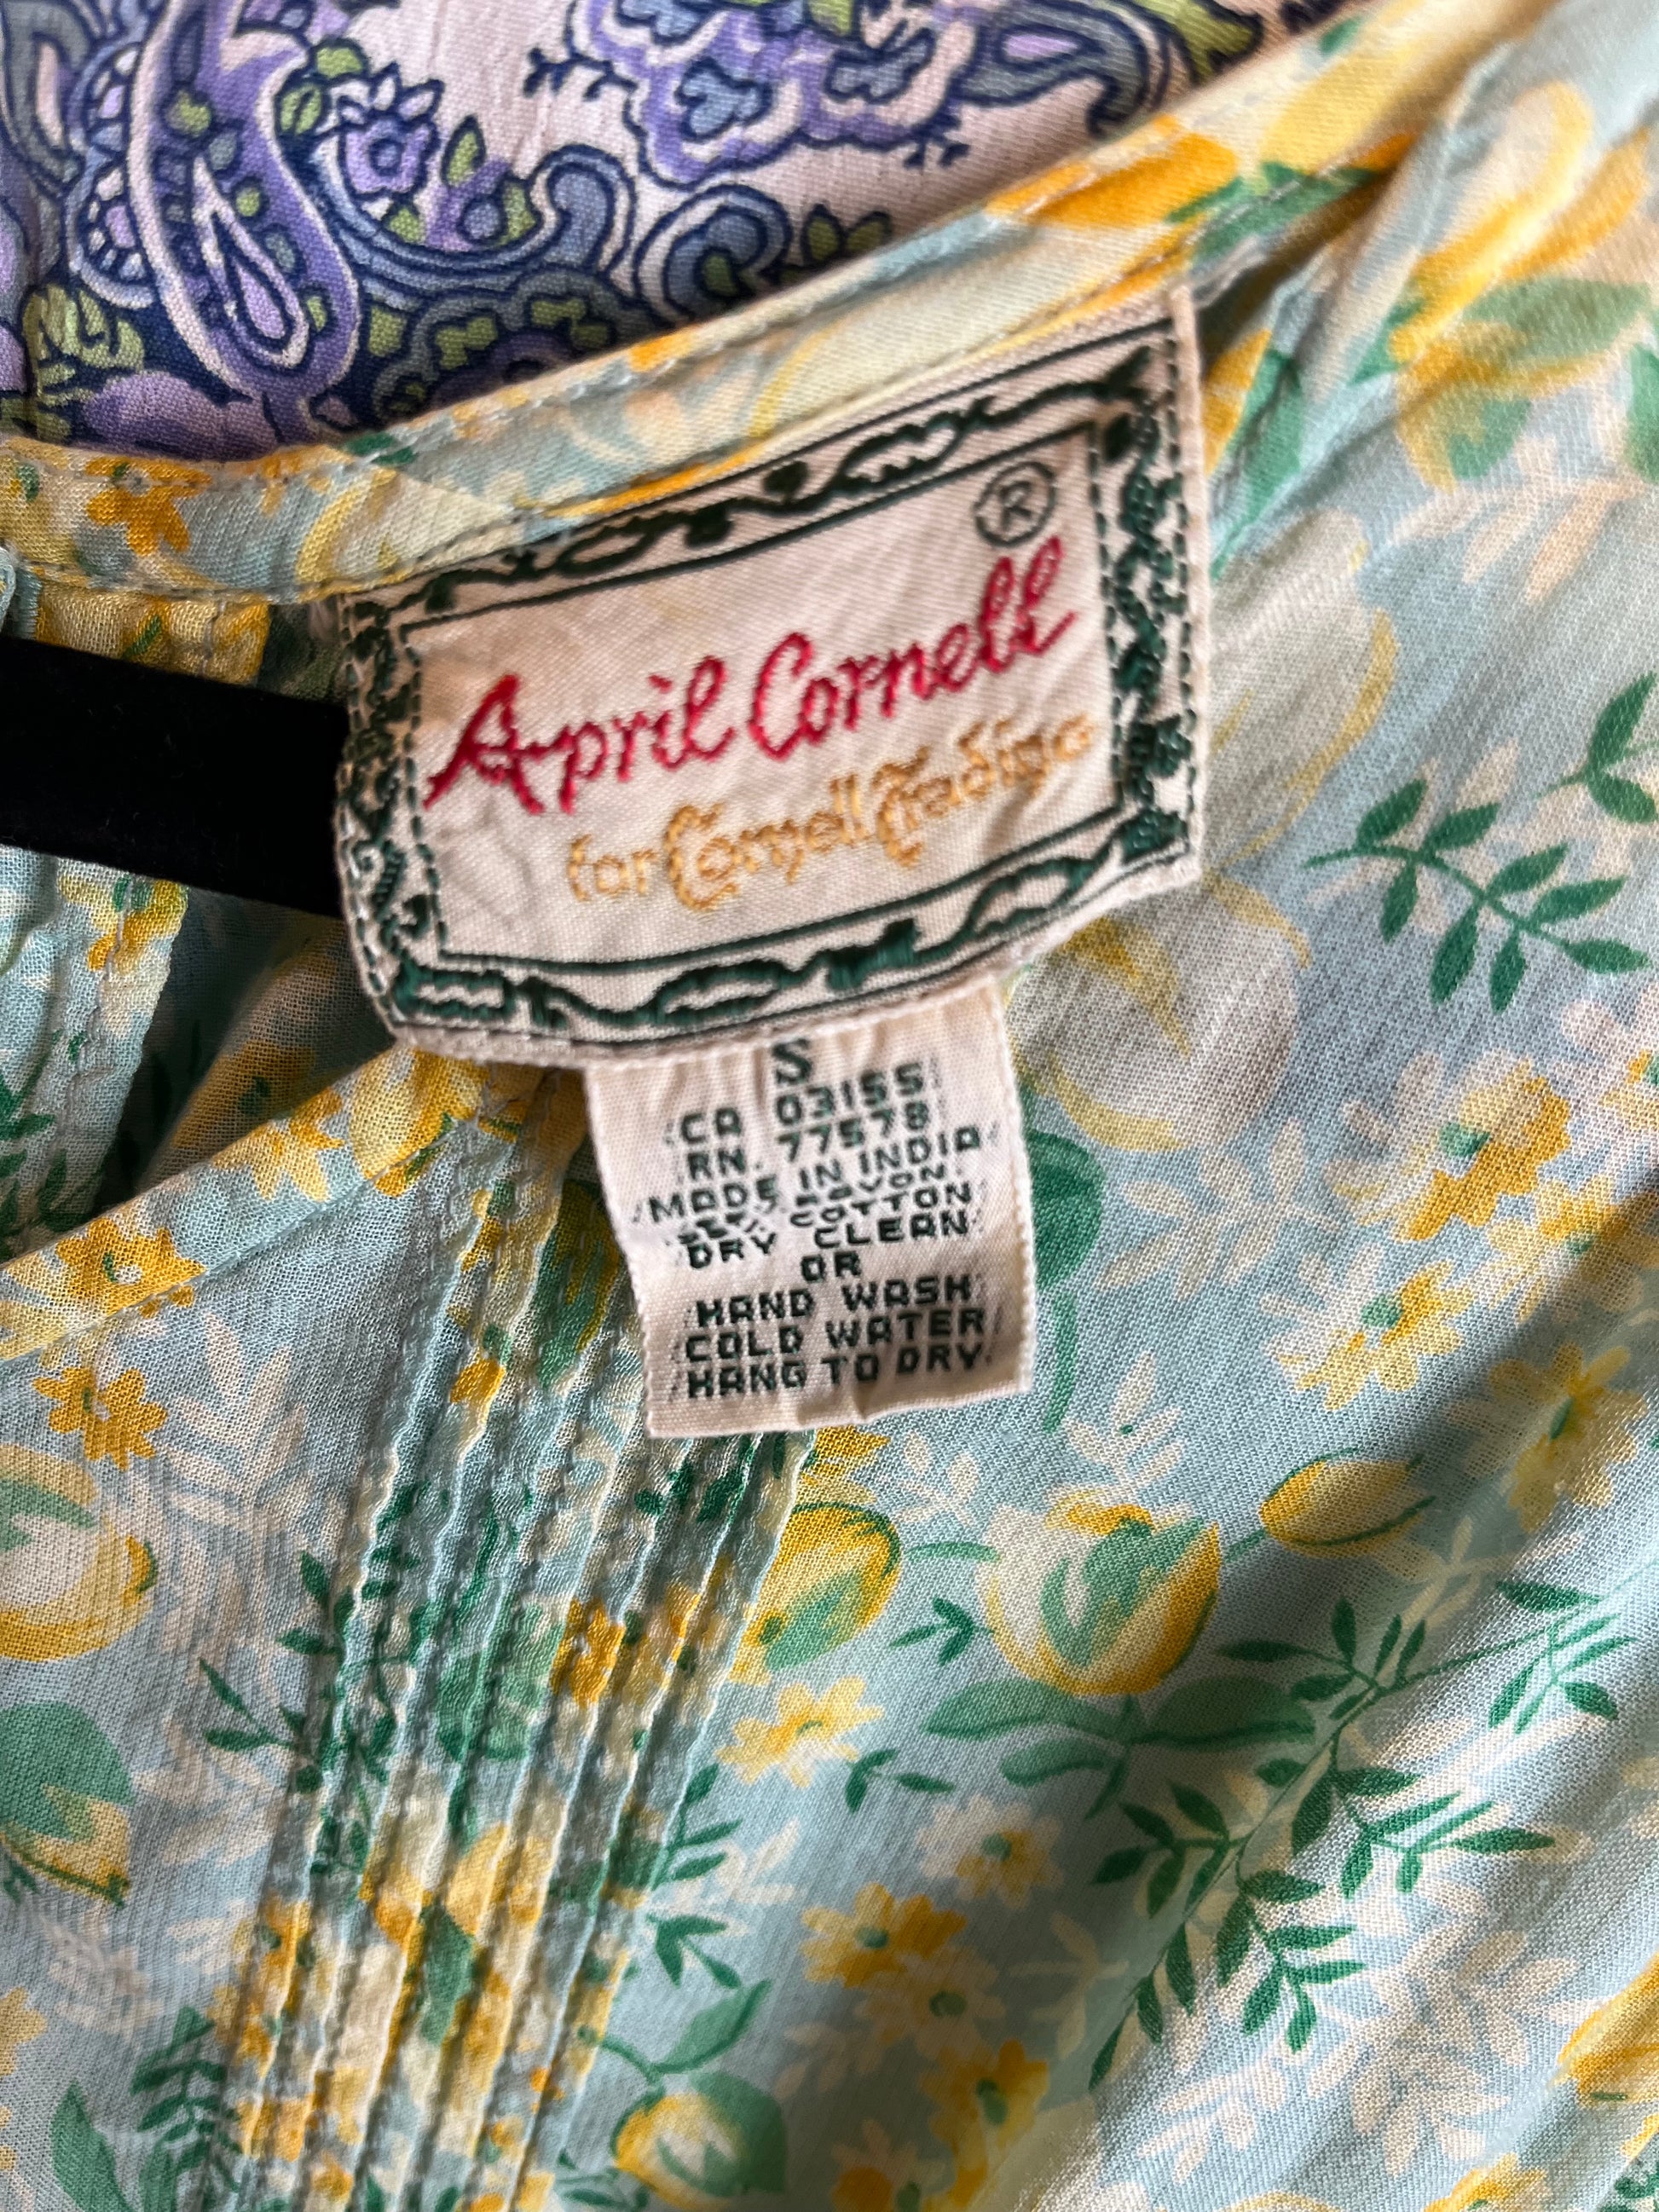 ®
April Cornell
for Cornell Trading
S
CA 03155
RN. 77578
MADE IN INDIA
RAYON
COTTON
DRY CLEAN
OR
HAND WASH
COLD WATER
HANG TO DRY